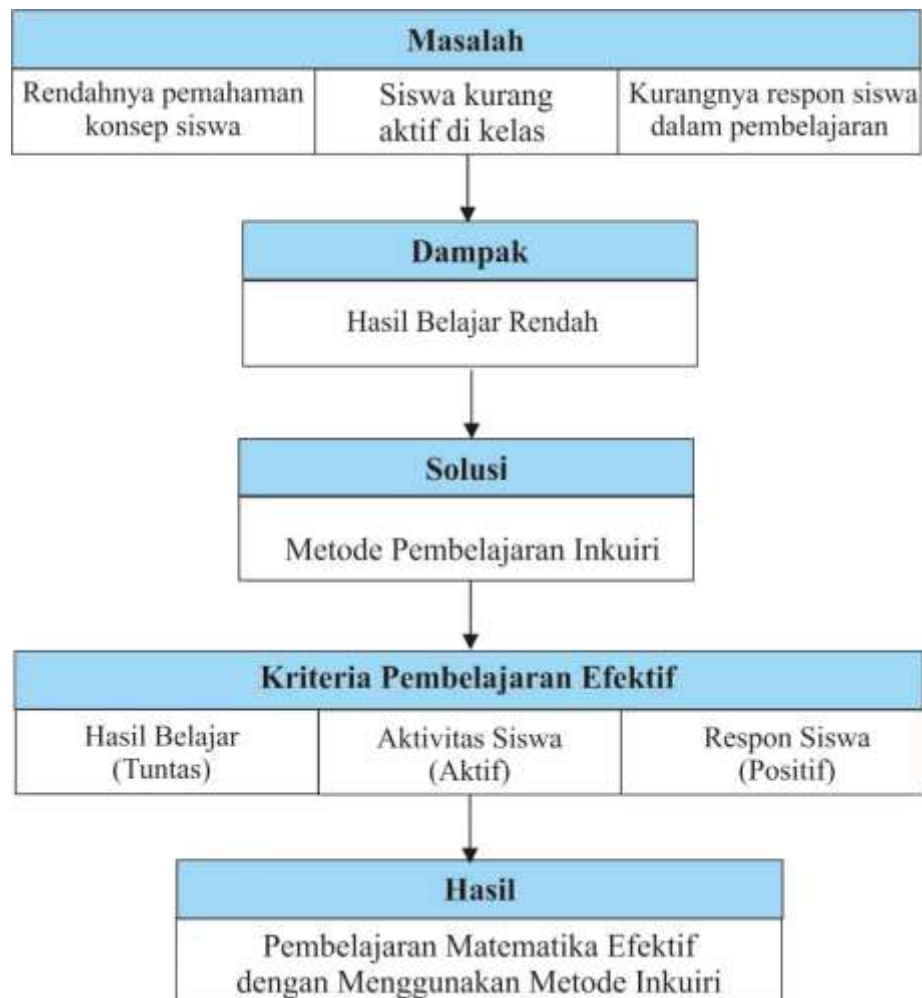 Masalah
Rendahnya pemahaman
konsep siswa
Siswa kurang
aktif di kelas
Kurangnya respon siswa
dalam pembelajaran
Dampak
Hasil Belajar Rendah
Solusi
Metode Pembelajaran Inkuiri
Kriteria Pembelajaran Efektif
Hasil Belajar
(Tuntas)
Aktivitas Siswa
(Aktif)
Respon Siswa
(Positif)
Hasil
Pembelajaran Matematika Efektif
dengan Menggunakan Metode Inkuiri